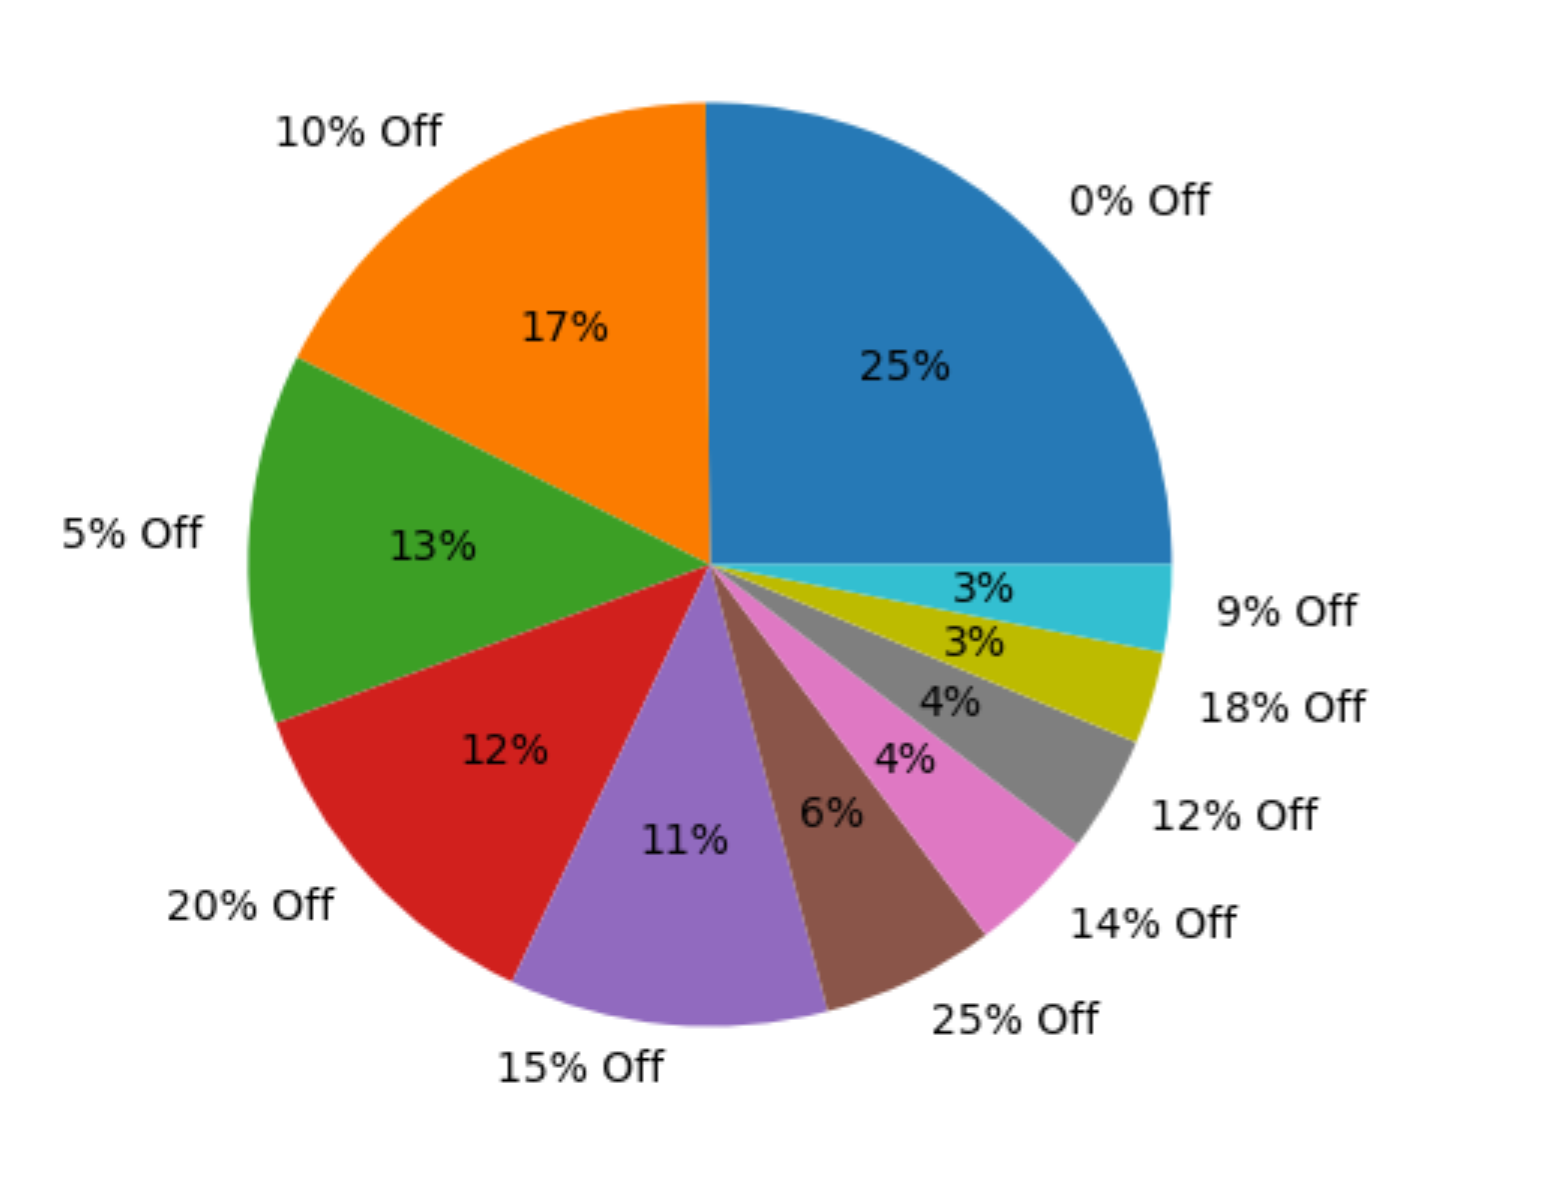 10% Off
0% Off
17%
25%
5% Off
13%
3%
9% Off
3%
18% Off
4%
12% Off
12%
4%
6%
11%
20% Off
14% Off
25% Off
15% Off